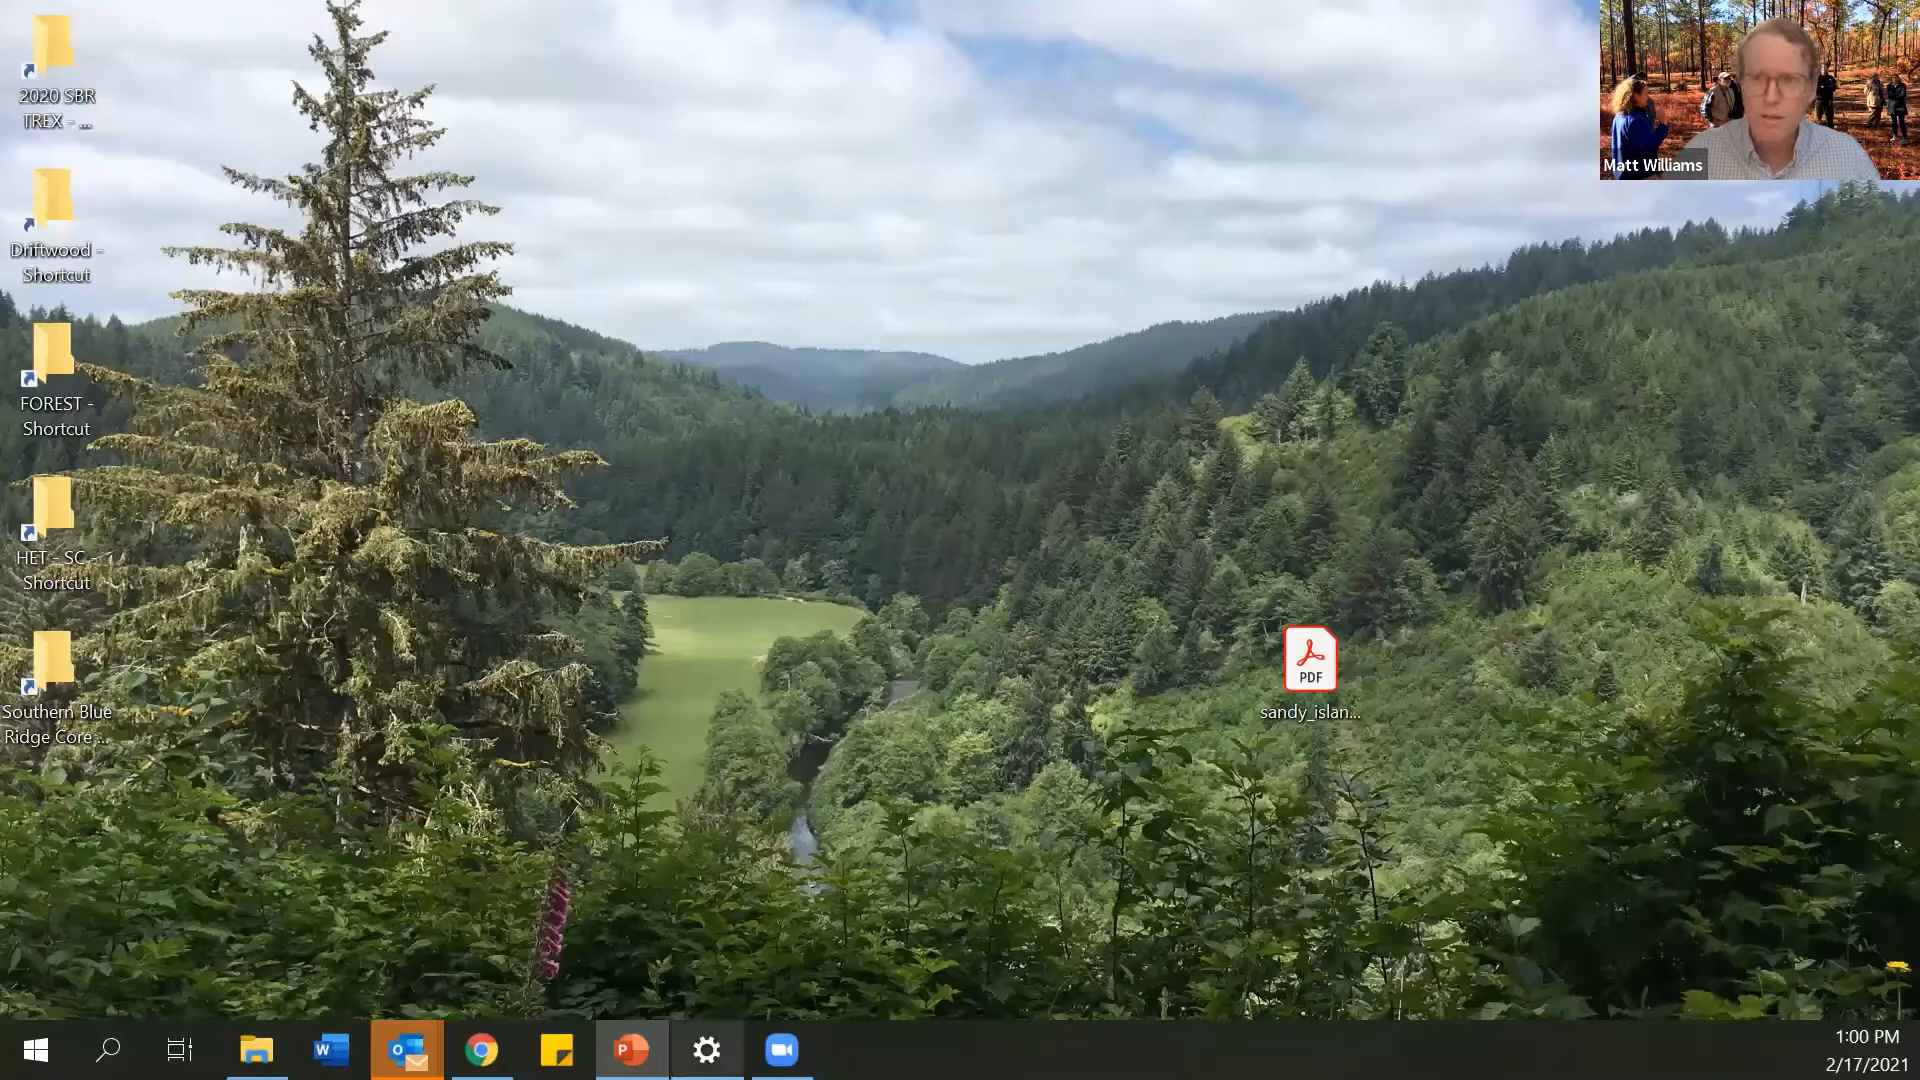 2020 SBR
TREX - ...
Driftwood -
Shortcut
FOREST -
Shortcut
HET - SC -
Shortcut
Southern Blue
Ridge Core ...
Matt Williams
PDF
sandy_islan...
W
O
P
1:00 PM
2/17/2021